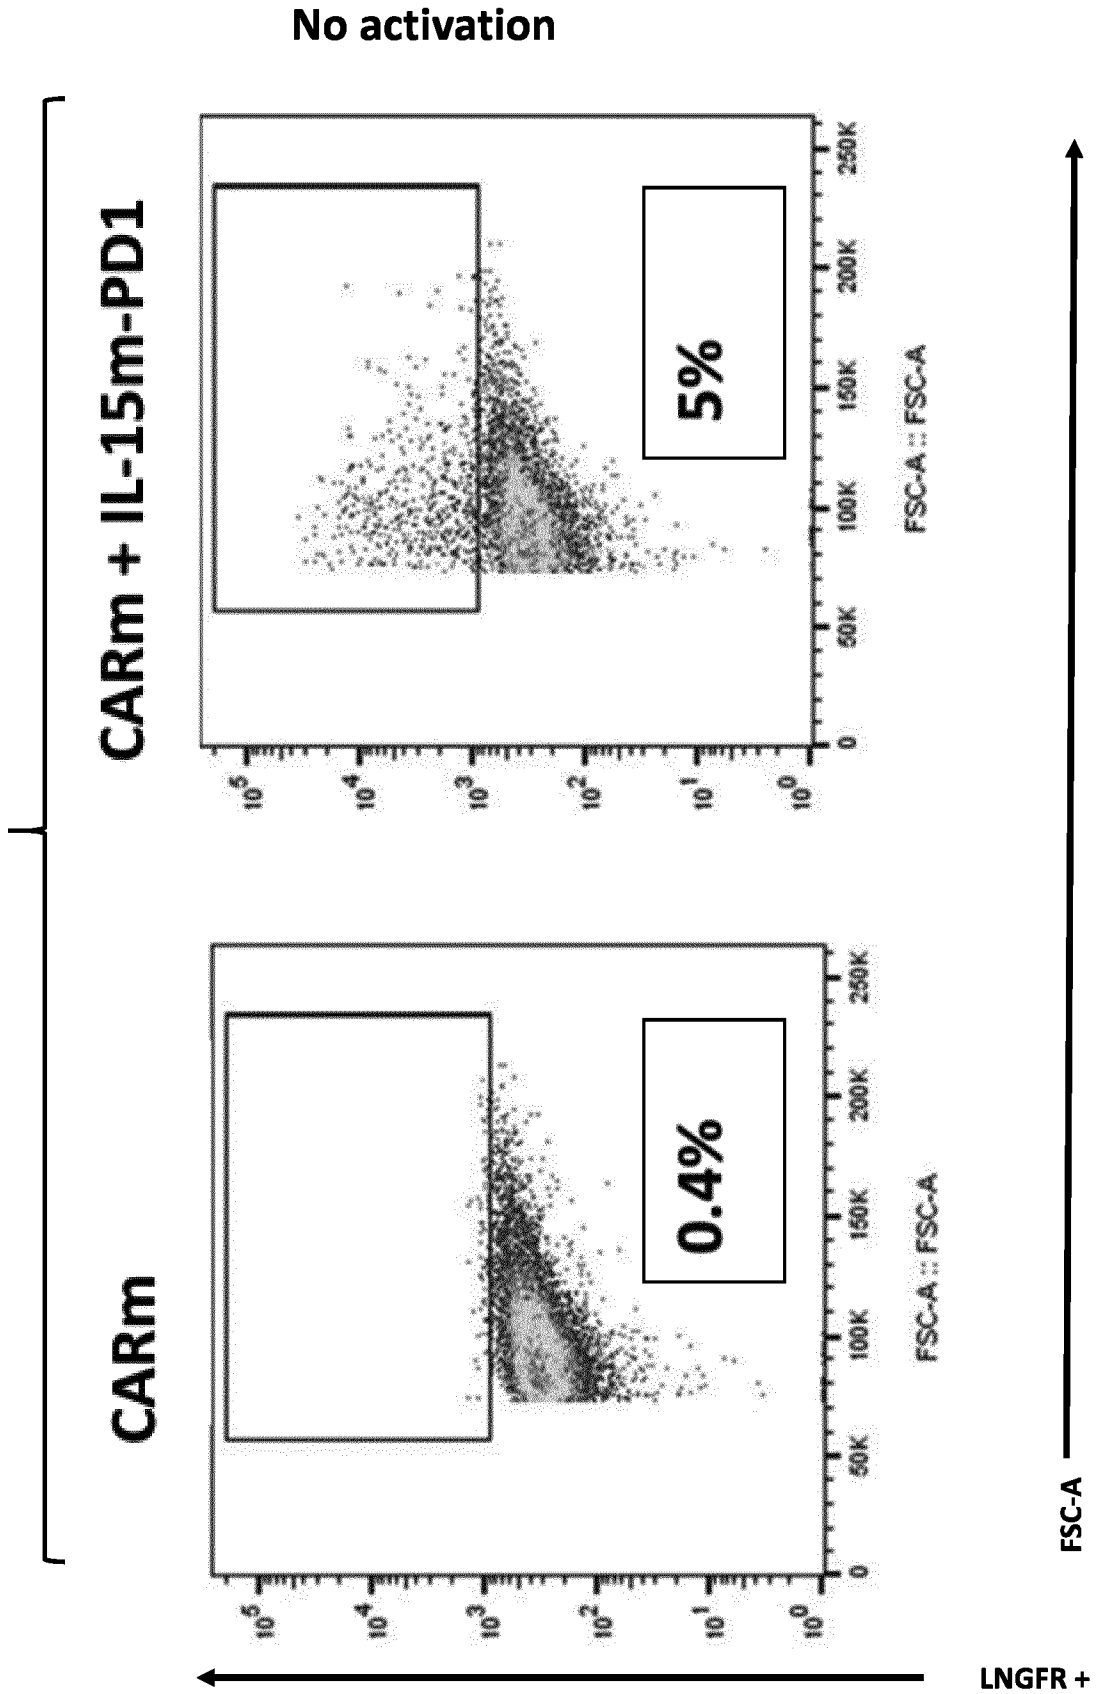 No activation
CARm
CARm + IL-15m-PD1
10^5
10^4
10^3
10^2
10^1
10^0
0.4%
0
50K
100K
150K
200K
250K
FSC-A :: FSC-A
10^5
10^4
10^3
10^2
10^1
10^0
5%
0
50K
100K
150K
200K
250K
FSC-A :: FSC-A
LNGFR +
FSC-A